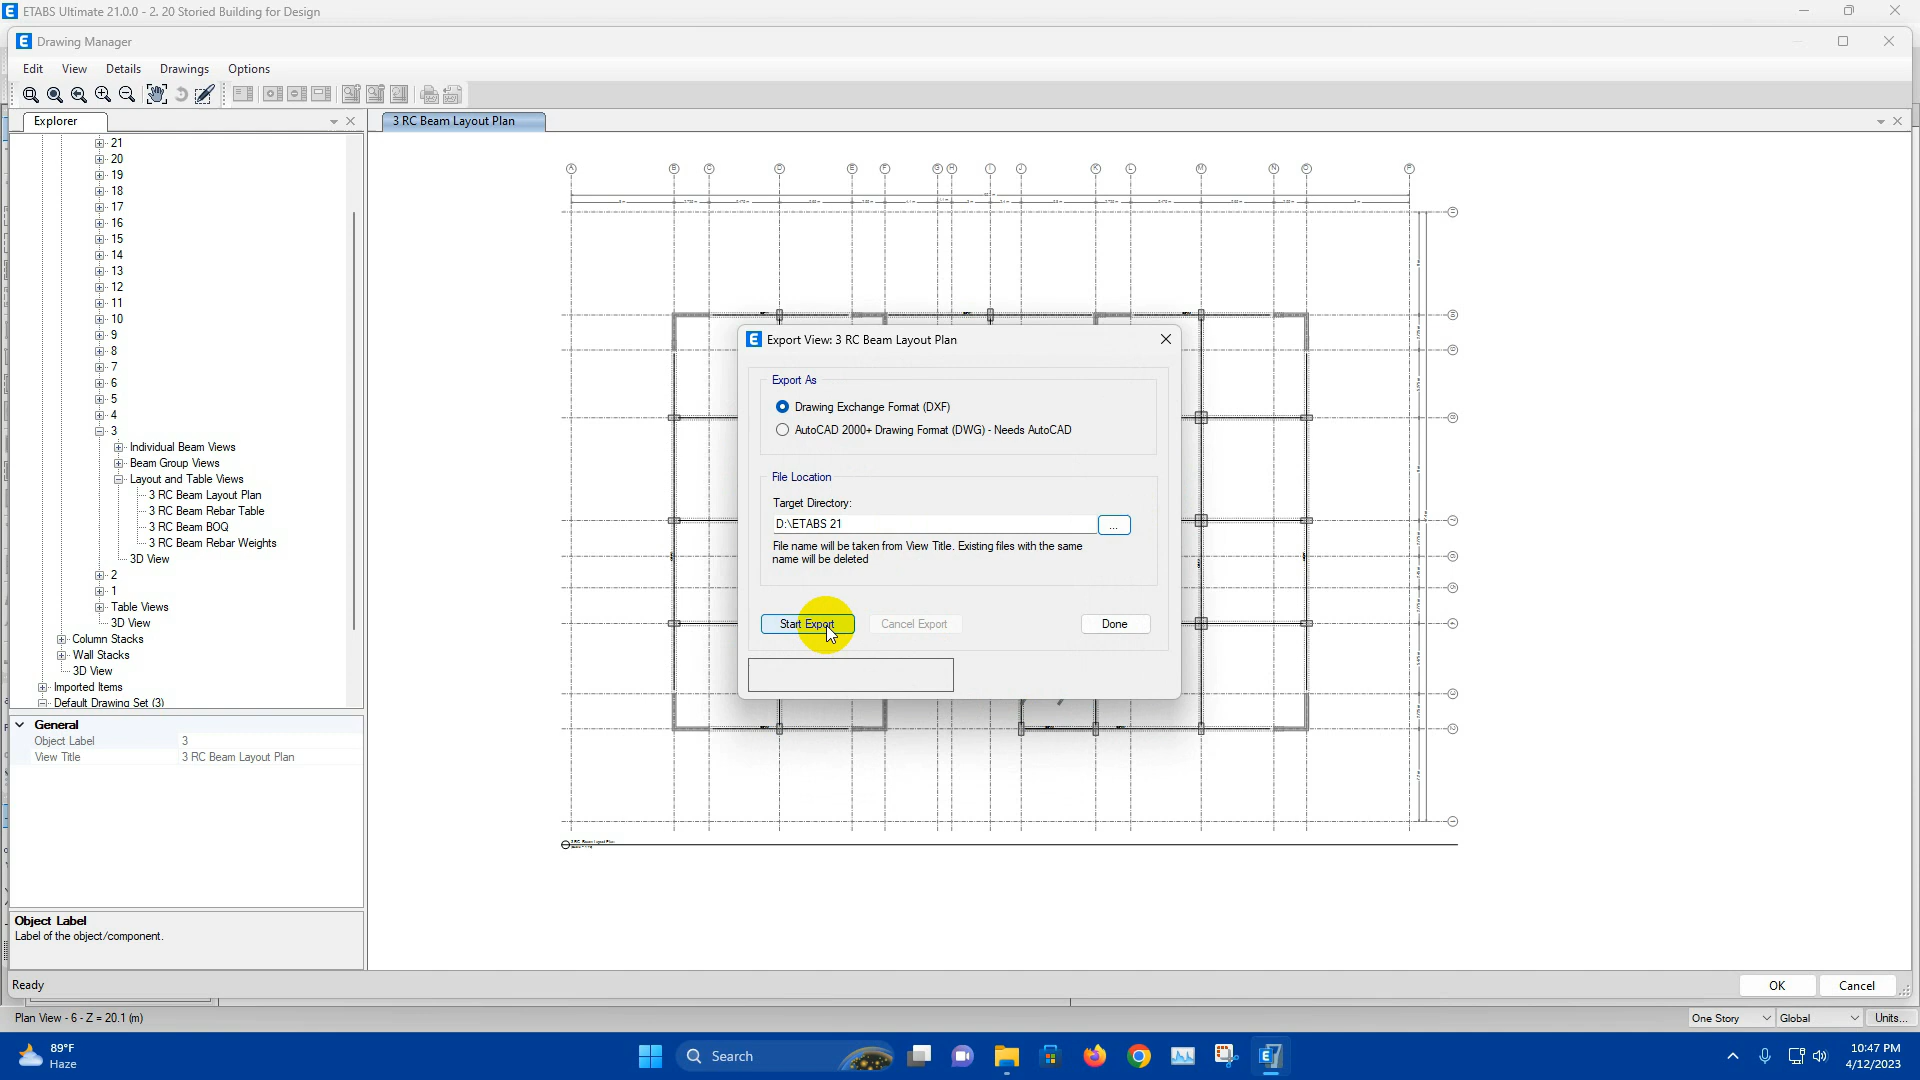 ETABS Ultimate 21.0.0 - 2. 20 Storied Building for Design
Drawing Manager
Edit View Details Drawings Options
Explorer
3 RC Beam Layout Plan
21
20
19
18
17
16
15
14
13
12
11
10
9
8
7
6
5
4
3
Individual Beam Views
Beam Group Views
Layout and Table Views
3 RC Beam Layout Plan
3 RC Beam Rebar Table
3 RC Beam BOQ
3 RC Beam Rebar Weights
3D View
2
1
Table Views
3D View
Column Stacks
Wall Stacks
3D View
Imported Items
Default Drawing Set (3)
General
Object Label 3
View Title 3 RC Beam Layout Plan
Object Label
Label of the object/component.
Export View: 3 RC Beam Layout Plan
Export As
Drawing Exchange Format (DXF)
AutoCAD 2000+ Drawing Format (DWG) - Needs AutoCAD
File Location
Target Directory:
D:\ETABS 21
...
File name will be taken from View Title. Existing files with the same
name will be deleted
Start Export Cancel Export Done
3 RC Beam Layout Plan
Ready
OK Cancel
Plan View - 6 - Z = 20.1 (m)
One Story Global Units...
89°F
Haze
Search
10:47 PM
4/12/2023